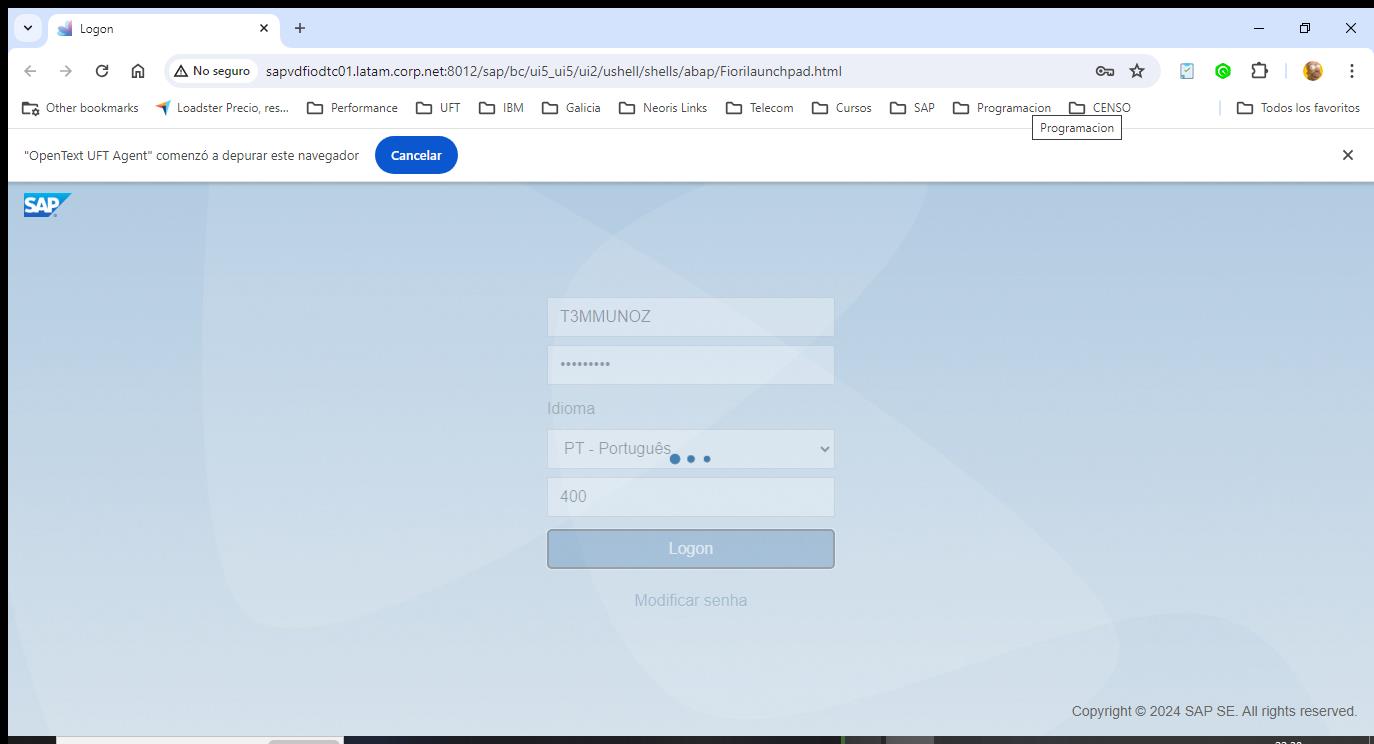 Logon
No seguro sapvdfiodtc01.latam.corp.net:8012/sap/bc/ui5_ui5/ui2/ushell/shells/abap/Fiorilaunchpad.html
Other bookmarks Loadster Precio, res... Performance UFT IBM Galicia Neoris Links Telecom Cursos SAP Programacion CENSO Todos los favoritos
Programacion
"OpenText UFT Agent" comenzó a depurar este navegador Cancelar
SAP
T3MMUNOZ
•••••••••
Idioma
PT - Português
400
Logon
Modificar senha
Copyright © 2024 SAP SE. All rights reserved.